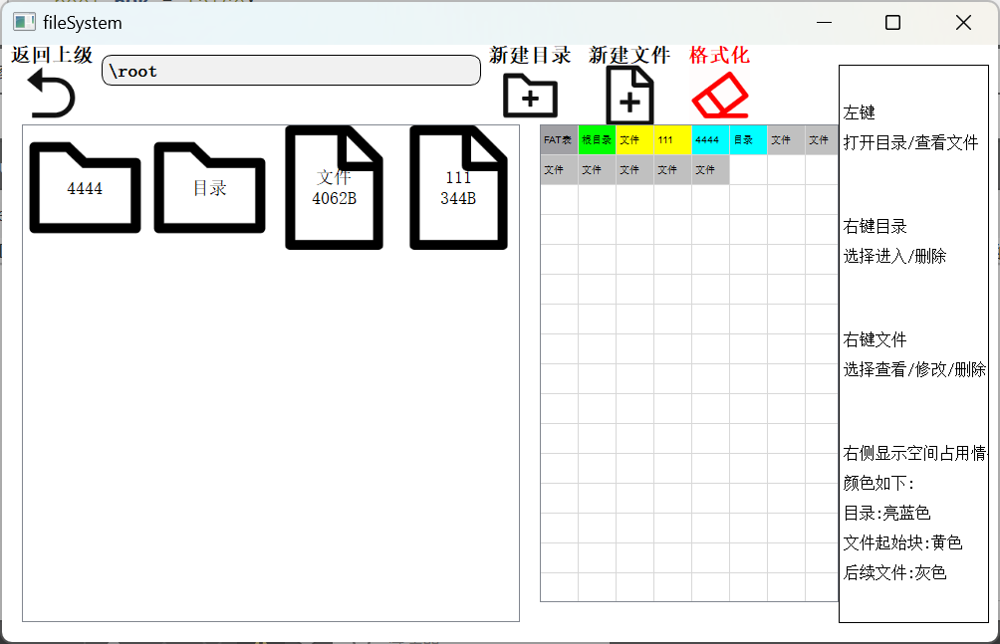 fileSystem
返回上级
\root
新建目录
新建文件
格式化
4444
目录
文件
4062B
111
344B
FAT表 根目录 文件 111 4444 目录 文件 文件
文件 文件 文件 文件 文件
左键
打开目录/查看文件
右键目录
选择进入/删除
右键文件
选择查看/修改/删除
右侧显示空间占用情
颜色如下:
目录:亮蓝色
文件起始块:黄色
后续文件:灰色